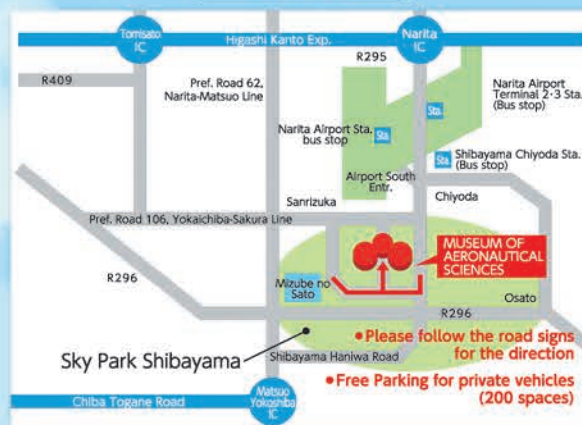 Tomisato
IC
Higashi Kanto Exp.
Narita
IC
R409
Pref. Road 62,
Narita-Matsuo Line
R295
Narita Airport
Terminal 2·3 Sta.
(Bus stop)
Sta.
Narita Airport Sta.
bus stop
Sta.
Sta.
Shibayama Chiyoda Sta.
(Bus stop)
Airport South
Entr.
Chiyoda
Sanrizuka
Pref. Road 106, Yokaichiba-Sakura Line
MUSEUM OF
AERONAUTICAL
SCIENCES
R296
Mizube no
Sato
Osato
R296
•Please follow the road signs
for the direction
Sky Park Shibayama
Shibayama Haniwa Road
•Free Parking for private vehicles
(200 spaces)
Chiba Togane Road
Matsuo
Yokoshiba
IC